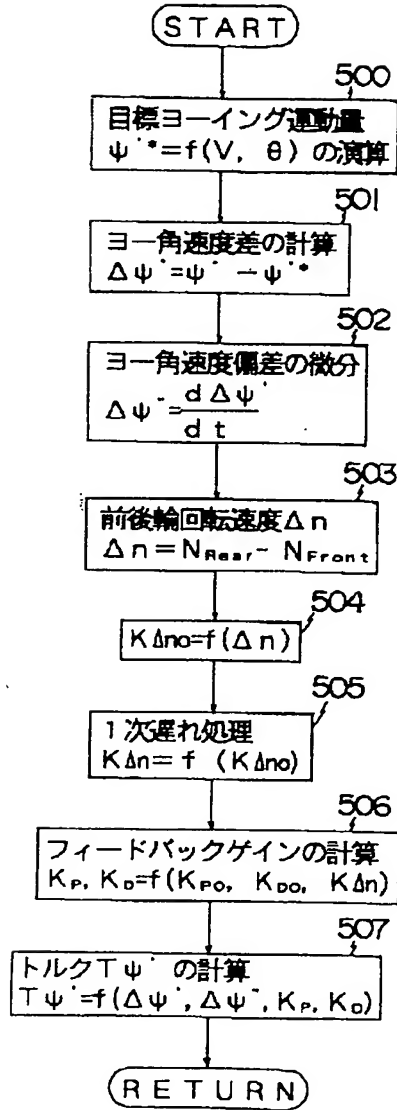 START
500
目標ヨーイング運動量
ψ˙*=f(V, θ) の演算
501
ヨー角速度差の計算
Δψ˙=ψ˙-ψ˙*
502
ヨー角速度偏差の微分
Δψ¨=dΔψ˙/dt
503
前後輪回転速度Δn
Δn=NRear-NFront
504
KΔno=f(Δn)
505
1次遅れ処理
KΔn=f (KΔno)
506
フィードバックゲインの計算
KP, KD=f(KPO, KDO, KΔn)
507
トルクTψ˙の計算
Tψ˙=f(Δψ˙, Δψ¨, KP, KD)
RETURN